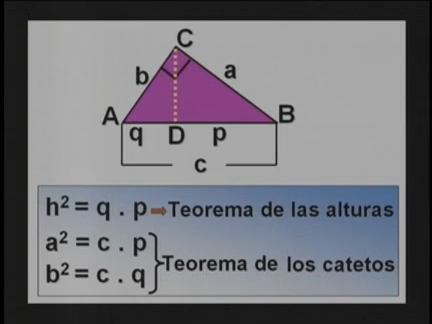 C
b a
A B
q D p
c
h² = q . p ➡ Teorema de las alturas
a² = c . p
Teorema de los catetos
b² = c . q